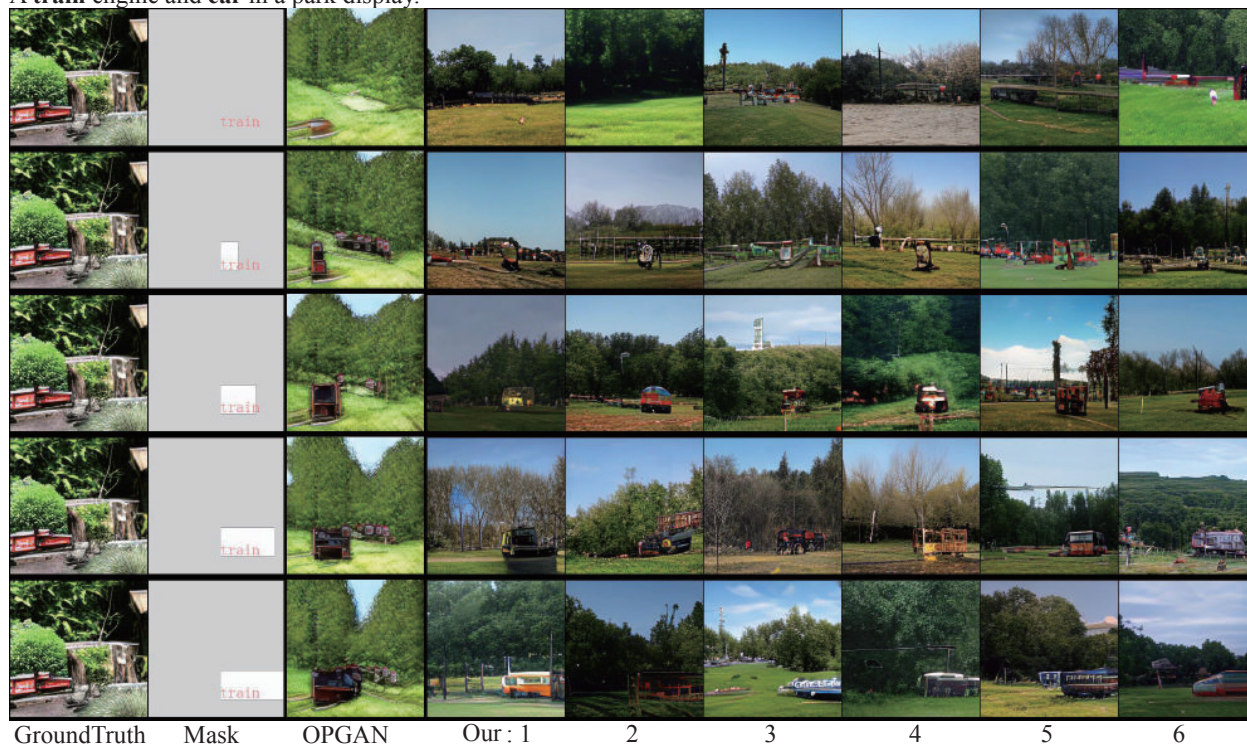 A train engine and car in a park display.
train
train
train
train
train
GroundTruth Mask OPGAN Our : 1 2 3 4 5 6